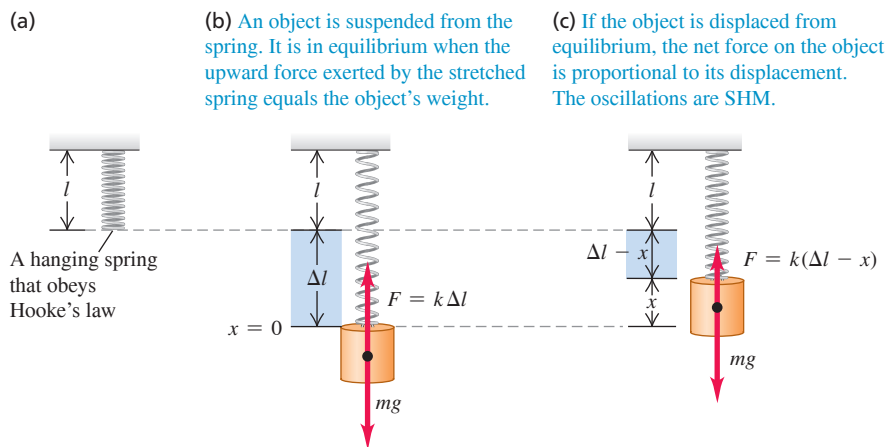 (a)
(b) An object is suspended from the
spring. It is in equilibrium when the
upward force exerted by the stretched
spring equals the object's weight.
(c) If the object is displaced from
equilibrium, the net force on the object
is proportional to its displacement.
The oscillations are SHM.
l
A hanging spring
that obeys
Hooke's law
l
Δl
F = k Δl
x = 0
mg
l
Δl − x
F = k(Δl − x)
x
mg